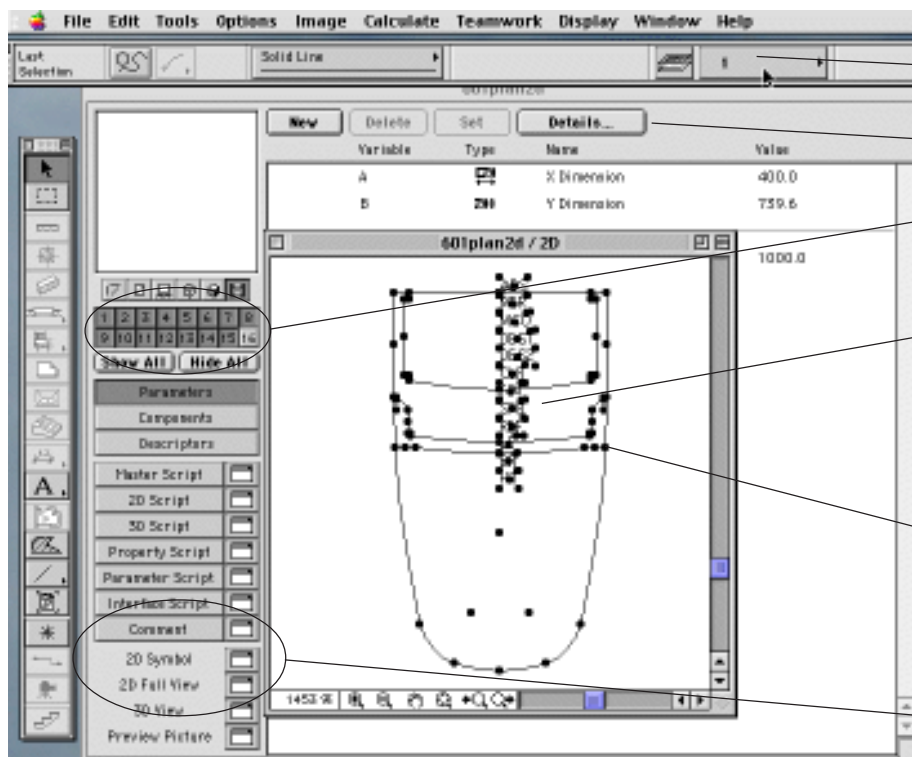 File Edit Tools Options Image Calculate Teamwork Display Window Help
Last
Selection
Solid Line
1
601plan2d
New Delete Set Details...
Variable Type Name Value
A X Dimension 400.0
B Y Dimension 739.6
601plan2d / 2D
1000.0
1 2 3 4 5 6 7 8
9 10 11 12 13 14 15 16
Show All Hide All
Parameters
Components
Descriptors
Master Script
2D Script
3D Script
Property Script
Parameter Script
Interface Script
Comment
2D Symbol
2D Full View
3D View
Preview Picture
A
1453 %